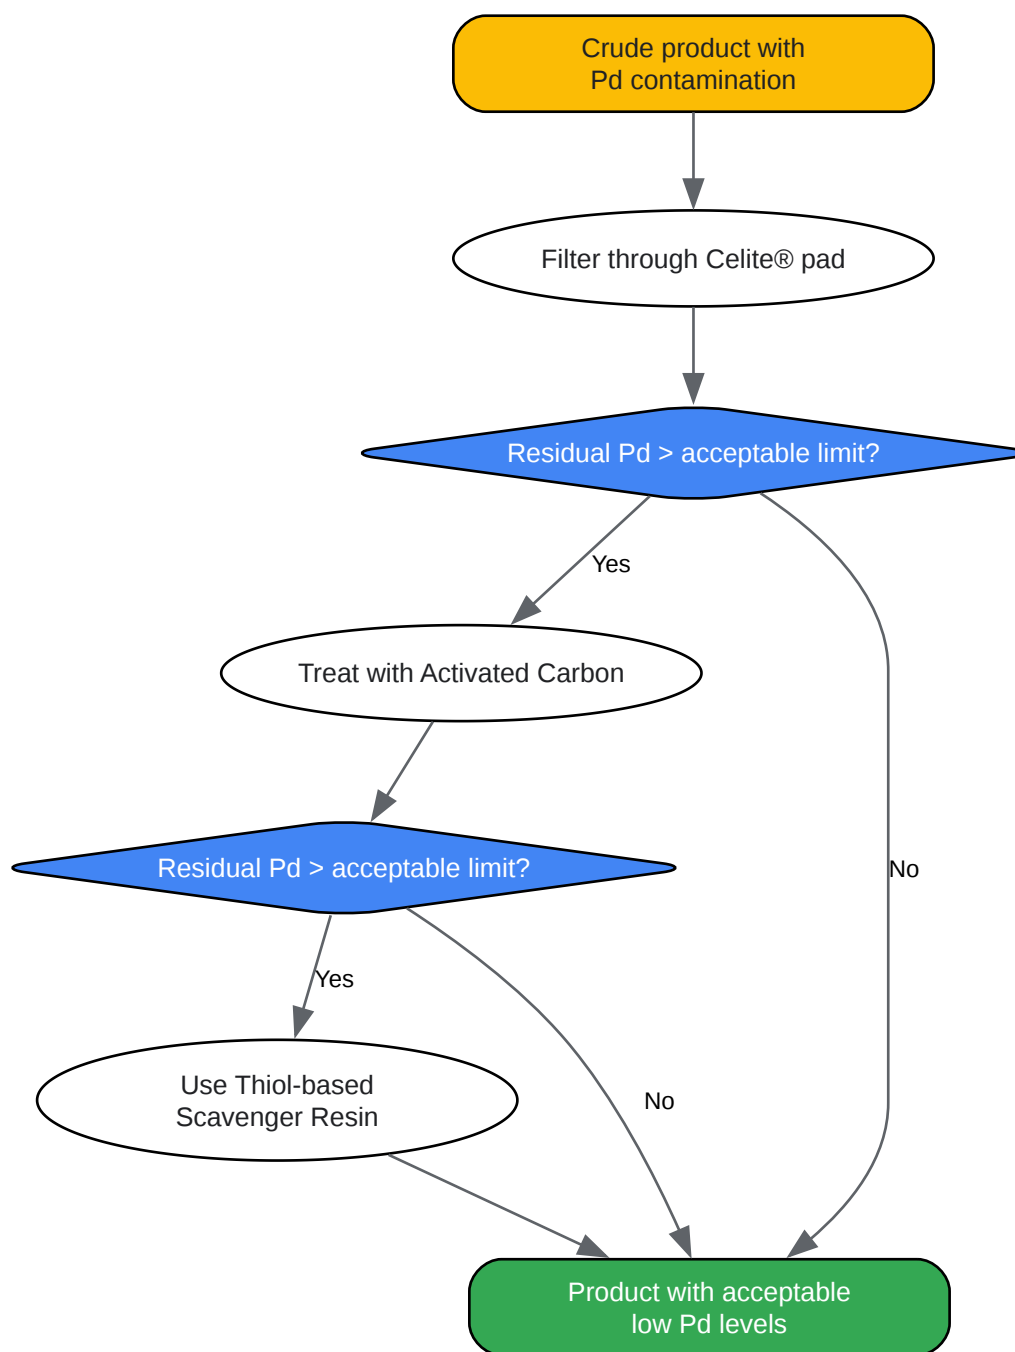 Crude product with
Pd contamination
Filter through Celite® pad
Residual Pd > acceptable limit?
Yes
Treat with Activated Carbon
Residual Pd > acceptable limit?
No
Yes
Use Thiol-based
Scavenger Resin
No
Product with acceptable
low Pd levels